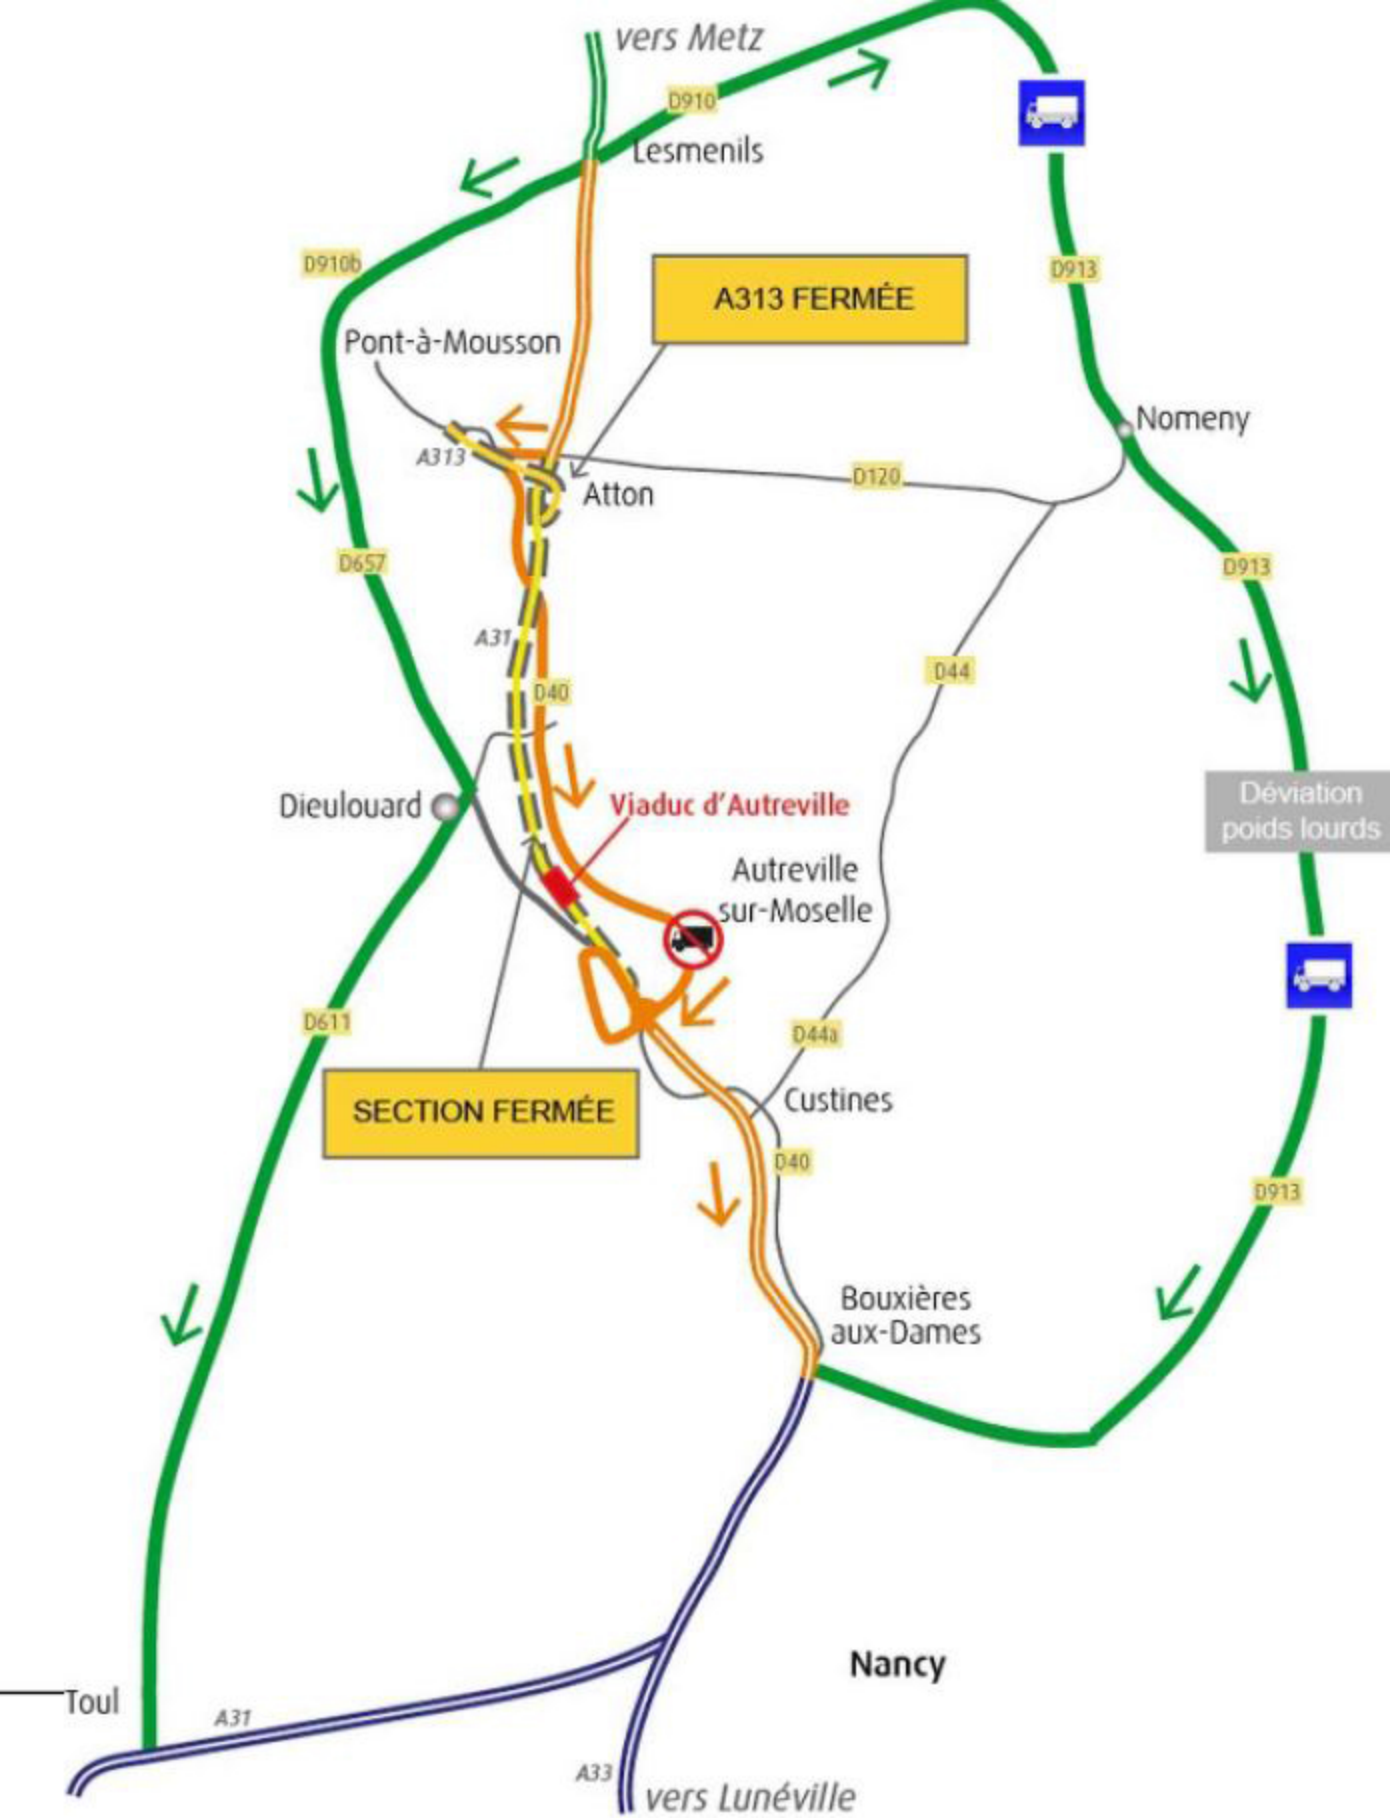 vers Metz
D910
Lesmenils
D910b
D913
A313 FERMÉE
Pont-à-Mousson
Nomeny
A313
D120
Atton
D657
D913
A31
D44
D40
Dieulouard
Viaduc d'Autreville
Déviation
poids lourds
Autreville
sur-Moselle
D611
D44a
SECTION FERMÉE
Custines
D40
D913
Bouxières
aux-Dames
Nancy
Toul
A31
A33
vers Lunéville